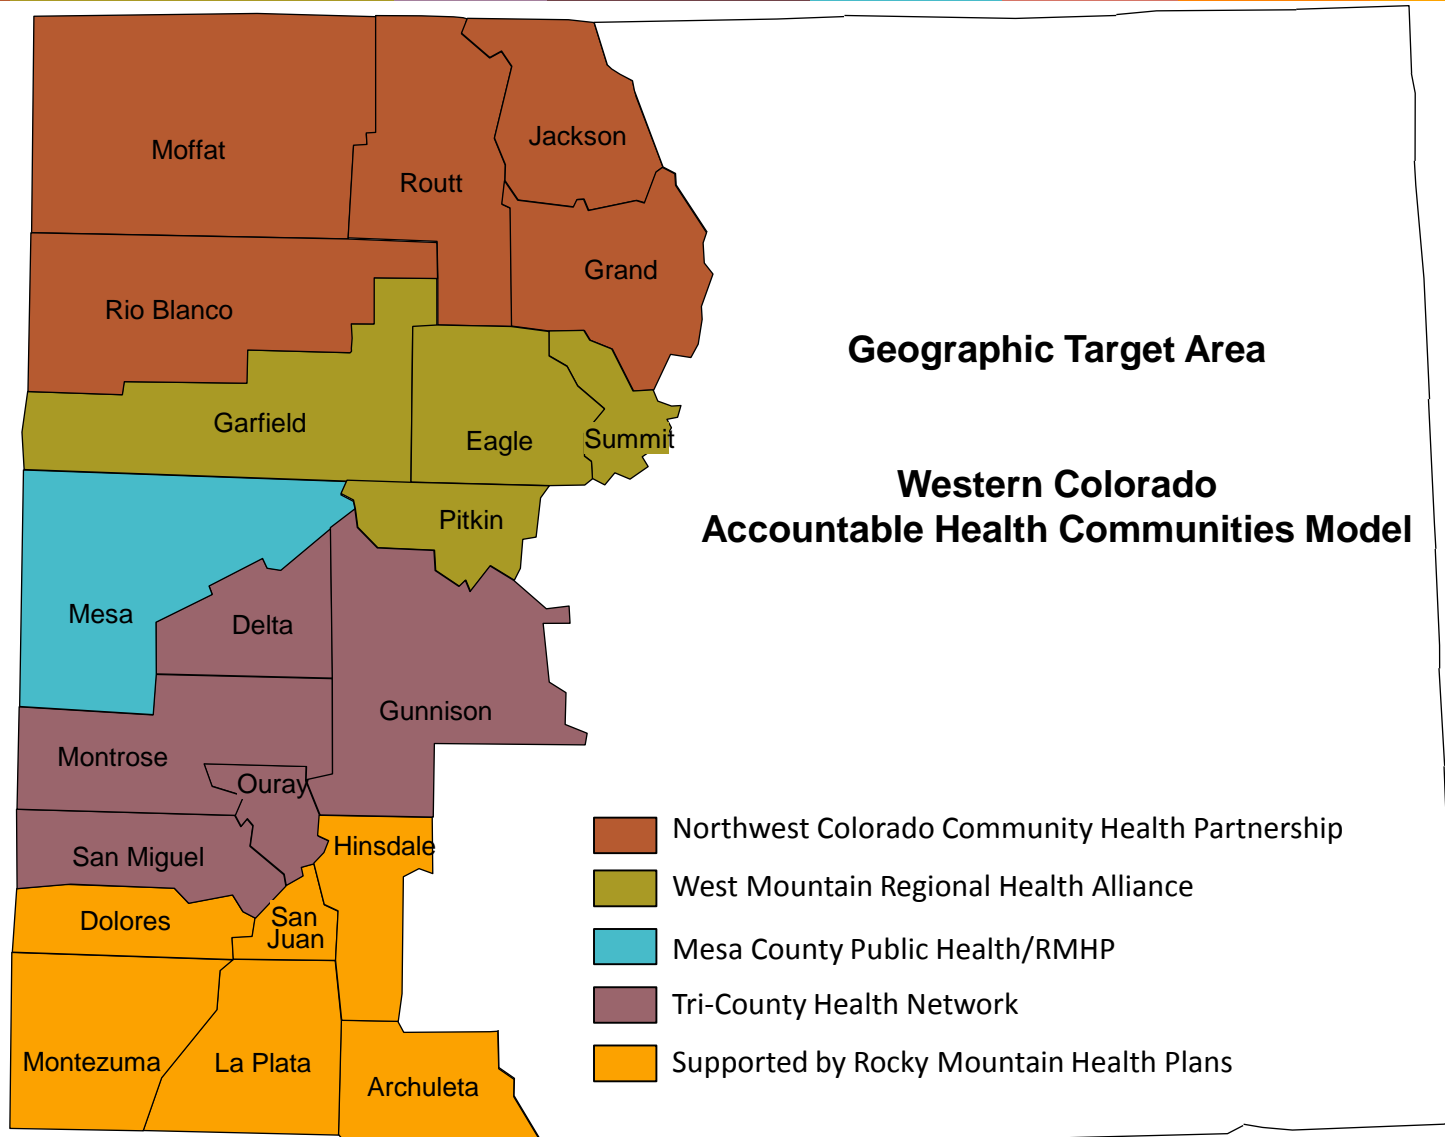 Moffat
Jackson
Routt
Grand
Rio Blanco
Geographic Target Area
Garfield
Eagle
Summit
Western Colorado
Accountable Health Communities Model
Pitkin
Mesa
Delta
Gunnison
Montrose
Ouray
San Miguel
Hinsdale
Dolores
San
Juan
Montezuma
La Plata
Archuleta
Northwest Colorado Community Health Partnership
West Mountain Regional Health Alliance
Mesa County Public Health/RMHP
Tri-County Health Network
Supported by Rocky Mountain Health Plans